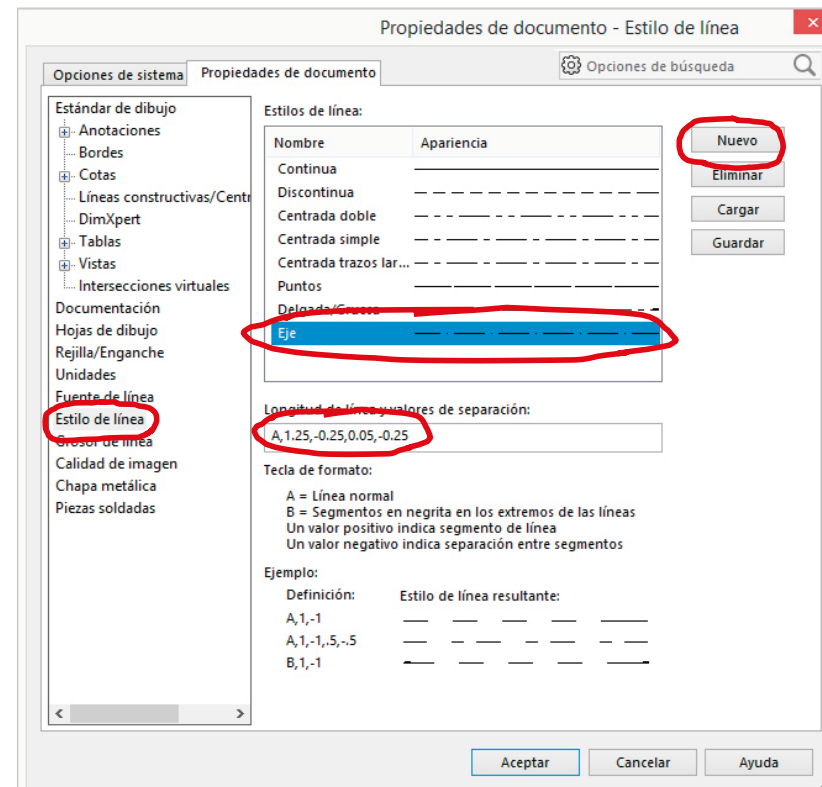 Propiedades de documento - Estilo de línea
Opciones de sistema Propiedades de documento Opciones de búsqueda
Estándar de dibujo
Anotaciones
Bordes
Cotas
Líneas constructivas/Centr
DimXpert
Tablas
Vistas
Intersecciones virtuales
Documentación
Hojas de dibujo
Rejilla/Enganche
Unidades
Fuente de línea
Estilo de línea
Grosor de línea
Calidad de imagen
Chapa metálica
Piezas soldadas
Estilos de línea:
Nombre Apariencia
Continua
Discontinua
Centrada doble
Centrada simple
Centrada trazos lar...
Puntos
Delgada/Gruesa
Eje
Nuevo
Eliminar
Cargar
Guardar
Longitud de línea y valores de separación:
A,1.25,-0.25,0.05,-0.25
Tecla de formato:
A = Línea normal
B = Segmentos en negrita en los extremos de las líneas
Un valor positivo indica segmento de línea
Un valor negativo indica separación entre segmentos
Ejemplo:
Definición: Estilo de línea resultante:
A,1,-1
A,1,-1,.5,-.5
B,1,-1
Aceptar Cancelar Ayuda